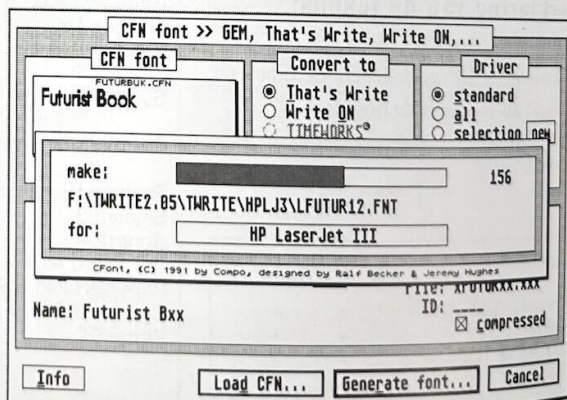 CFN font >> GEM, That's Write, Write ON,...
CFN font
Convert to
Driver
FUTURBUK.CFN
Futurist Book
That's Write
Write ON
TIMEWORKS®
standard
all
selection new
make: 156
F:\TWRITE2.05\TWRITE\HPLJ3\LFUTUR12.FNT
for: HP LaserJet III
CFont, (C) 1991 by Compo, designed by Ralf Becker & Jeremy Hughes
File: XFUTURXX.XXX
Name: Futurist Bxx
ID: ____
compressed
Info
Load CFN...
Generate font...
Cancel